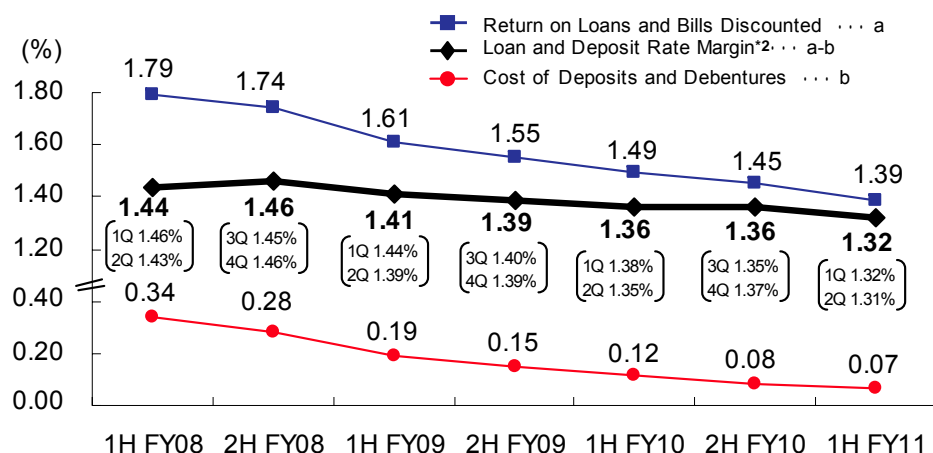 Return on Loans and Bills Discounted ・・・ a
(%)
Loan and Deposit Rate Margin*2・・・ a-b
Cost of Deposits and Debentures ・・・ b
1.79
1.74
1.61
1.55
1.49
1.45
1.39
1.80
1.60
1.40
1.20
0.40
0.20
0.00
1.44
1.46
1.41
1.39
1.36
1.36
1.32
1Q 1.46%
2Q 1.43%
3Q 1.45%
4Q 1.46%
1Q 1.44%
2Q 1.39%
3Q 1.40%
4Q 1.39%
1Q 1.38%
2Q 1.35%
3Q 1.35%
4Q 1.37%
1Q 1.32%
2Q 1.31%
0.34
0.28
0.19
0.15
0.12
0.08
0.07
1H FY08 2H FY08 1H FY09 2H FY09 1H FY10 2H FY10 1H FY11